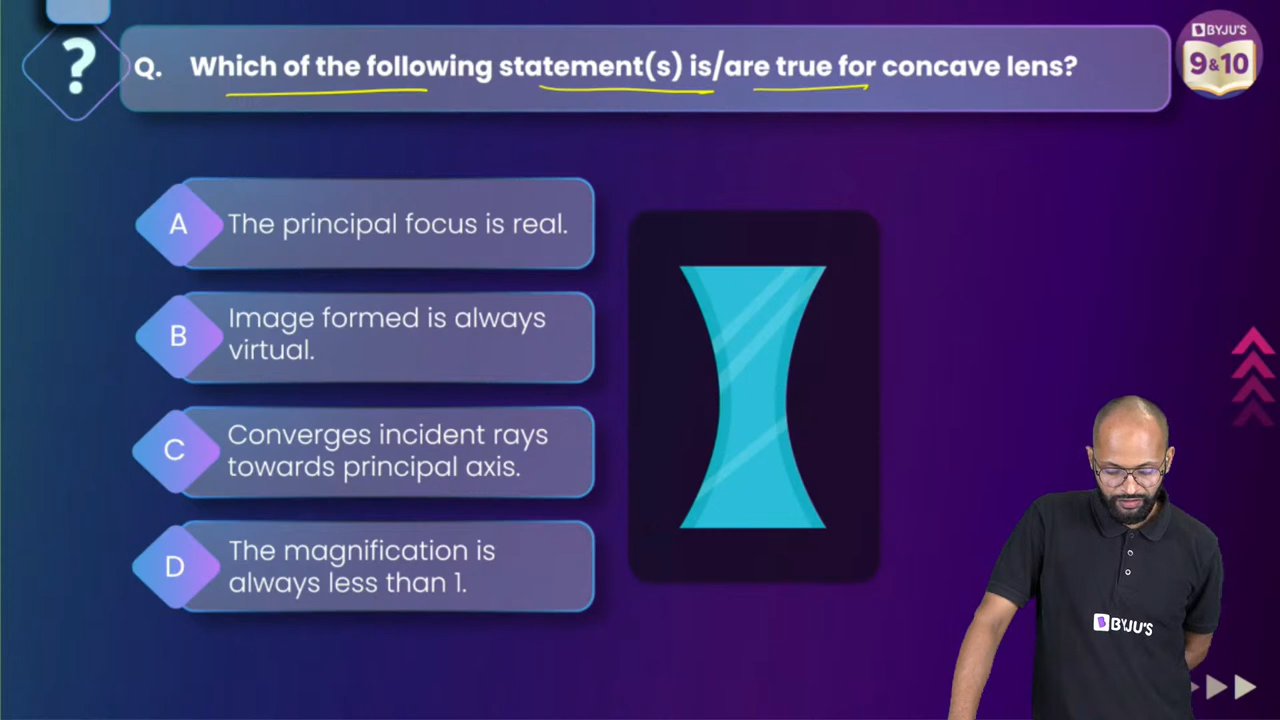 ?
Q. Which of the following statement(s) is/are true for concave lens?
BYJU'S
9&10
A
The principal focus is real.
B
Image formed is always
virtual.
C
Converges incident rays
towards principal axis.
D
The magnification is
always less than 1.
BYJU'S